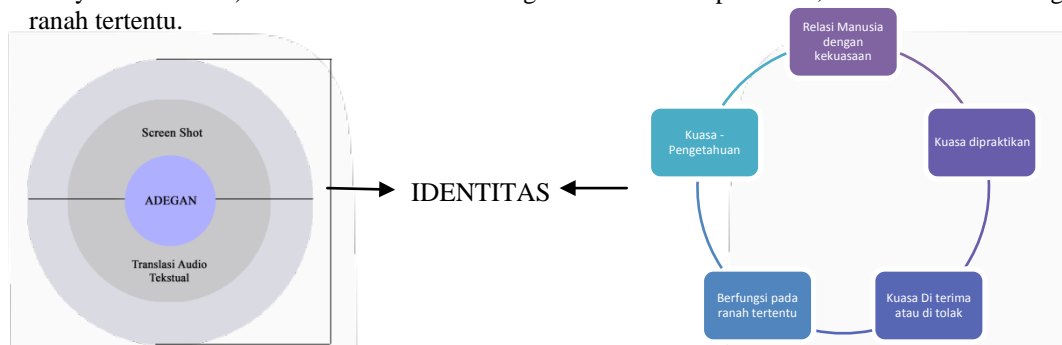 ranah tertentu.
Screen Shot
ADEGAN
Translasi Audio
Tekstual
IDENTITAS
Relasi Manusia
dengan
kekuasaan
Kuasa dipraktikan
Kuasa Di terima
atau di tolak
Berfungsi pada
ranah tertentu
Kuasa -
Pengetahuan